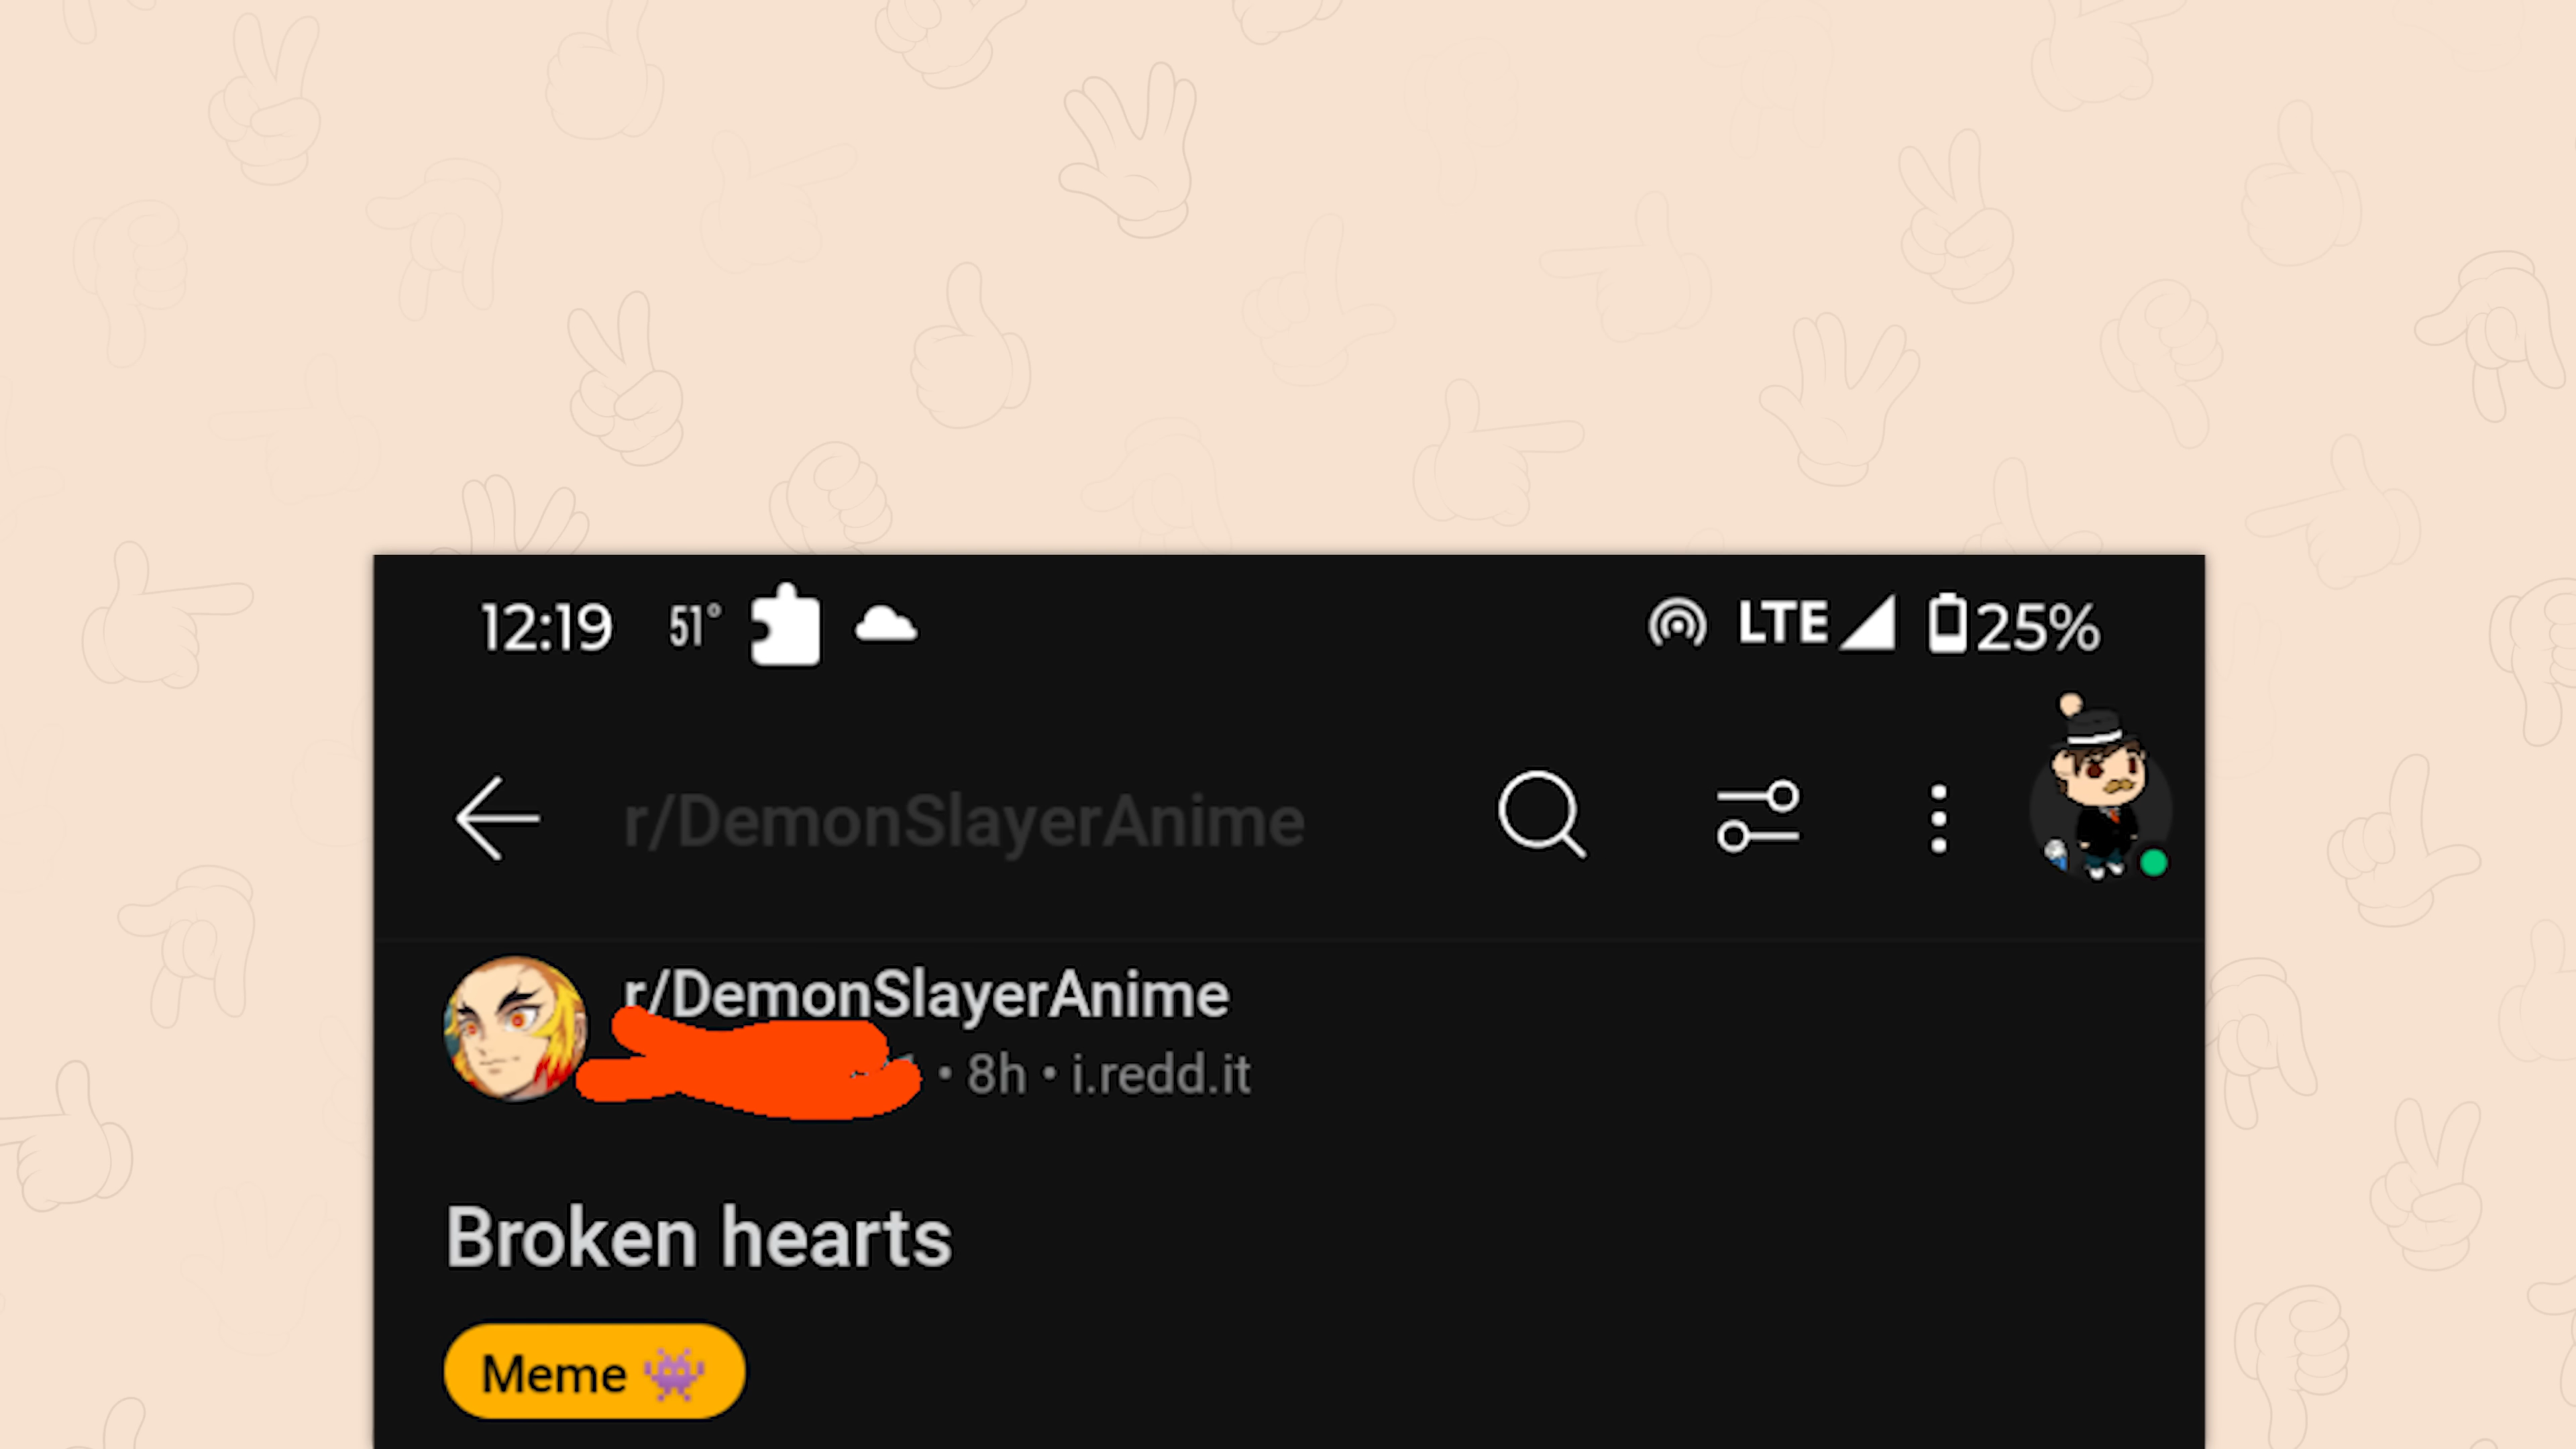 12:19 51° LTE 25%
r/DemonSlayerAnime
r/DemonSlayerAnime
• 8h • i.redd.it
Broken hearts
Meme 👾